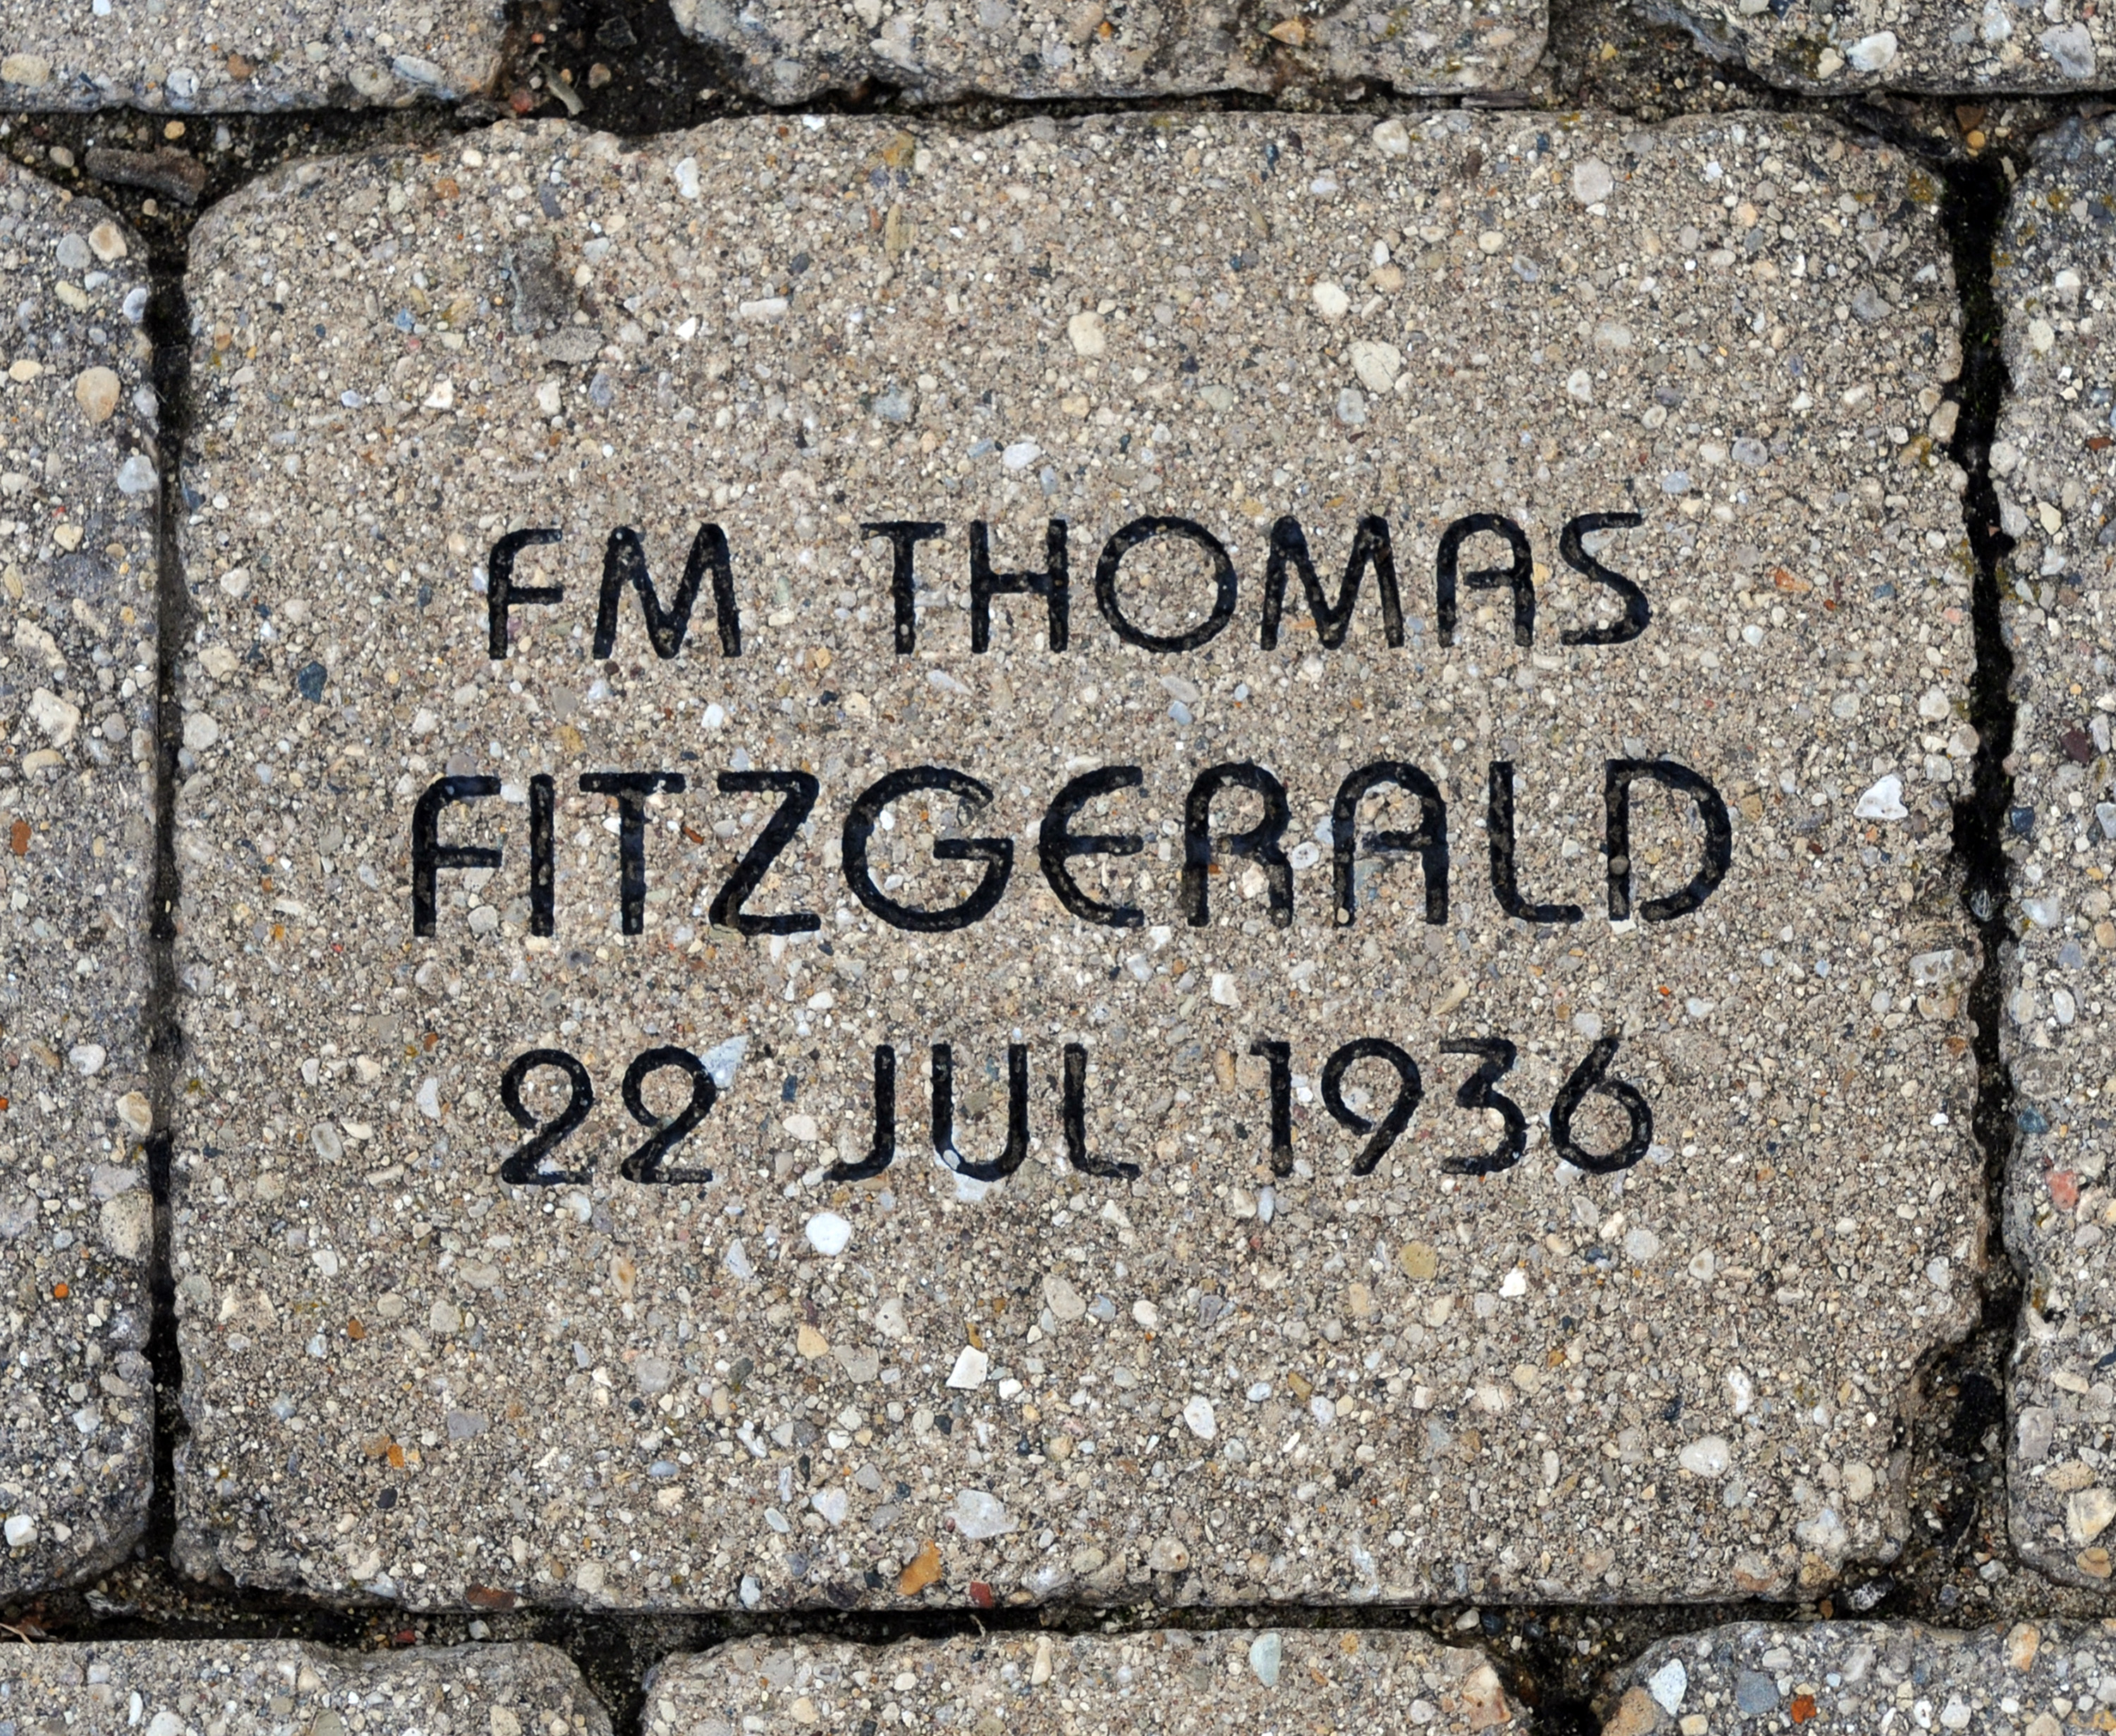 FM THOMAS
FITZGERALD
22 JUL 1936